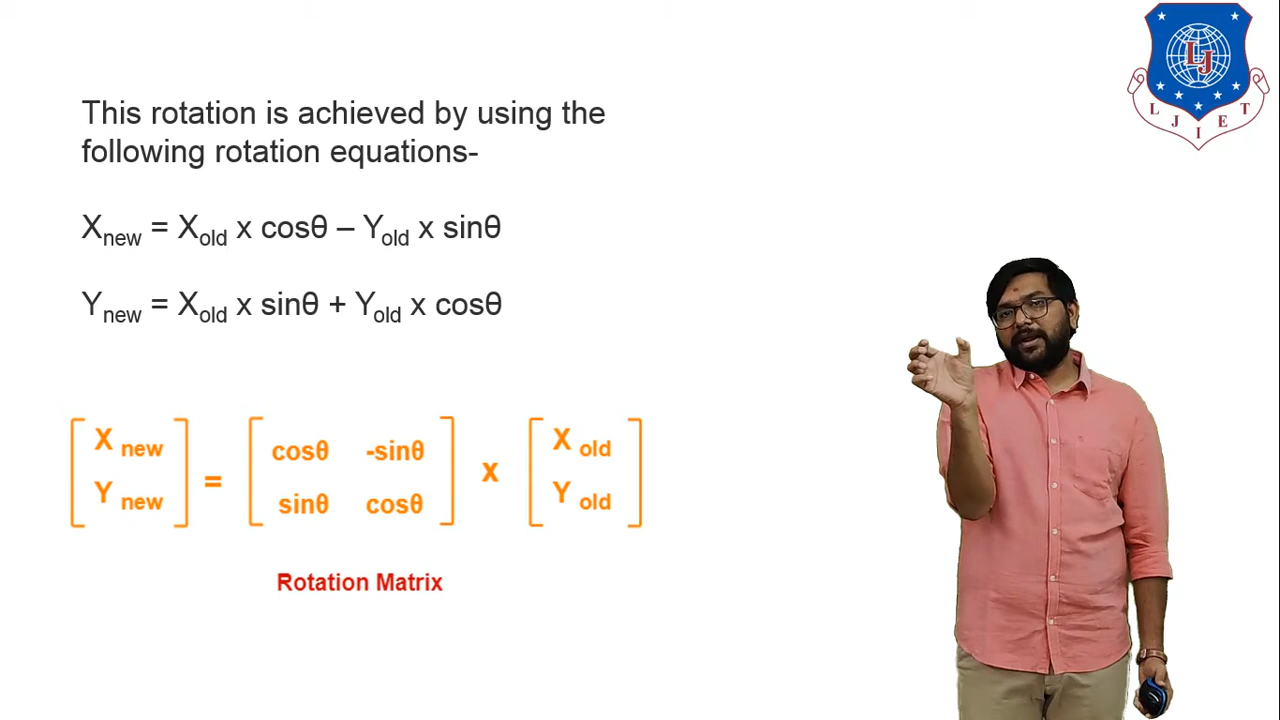 This rotation is achieved by using the
following rotation equations-
Xnew = Xold x cosθ – Yold x sinθ
Ynew = Xold x sinθ + Yold x cosθ
X new = cosθ -sinθ x X old
Y new sinθ cosθ Y old
Rotation Matrix
LJ
L J I E T